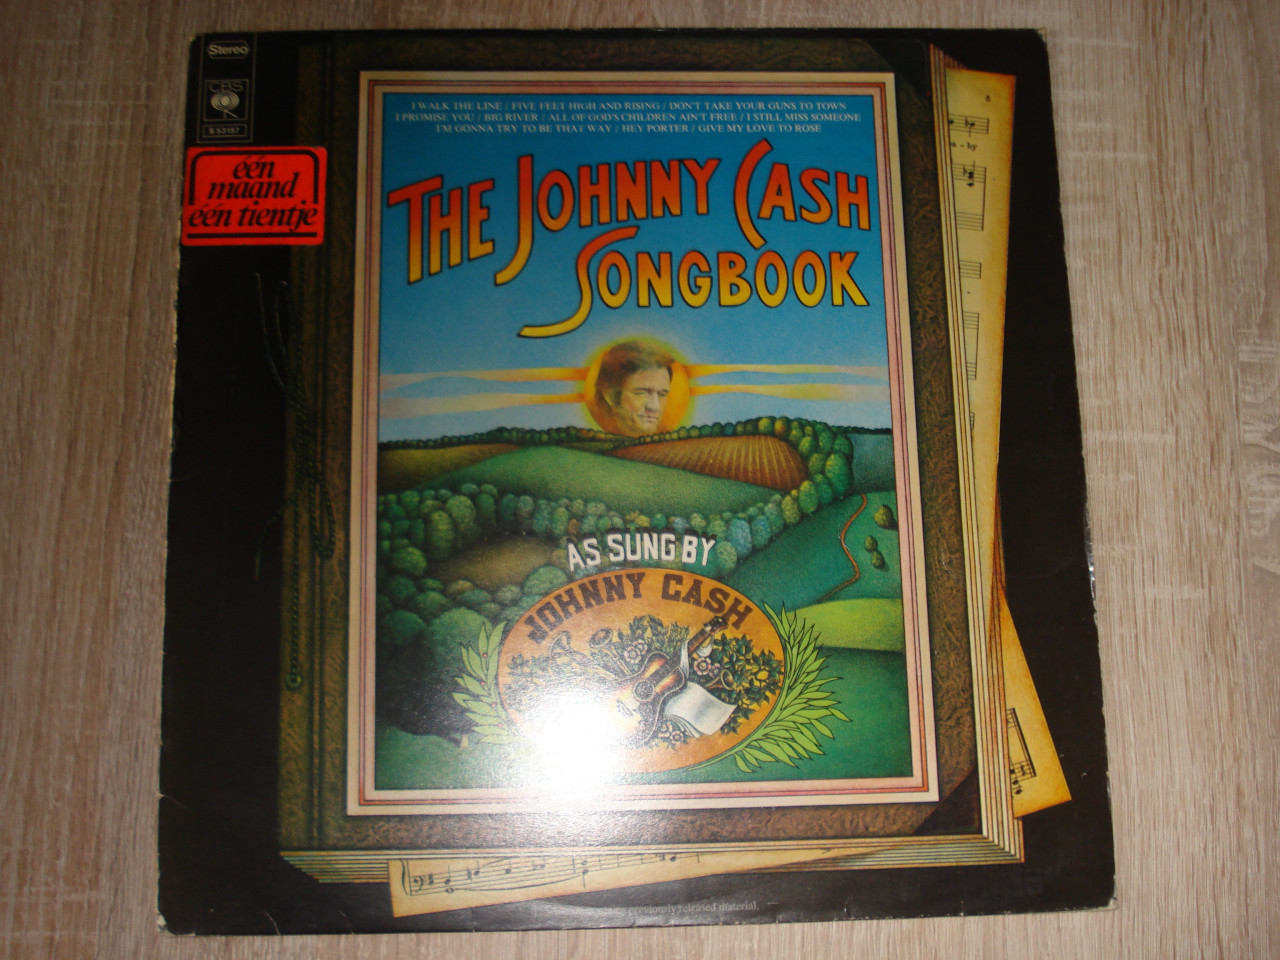 Stereo
CBS
S 53157
één
maand
één tientje
I WALK THE LINE / FIVE FEET HIGH AND RISING / DON'T TAKE YOUR GUNS TO TOWN
I PROMISE YOU / BIG RIVER / ALL OF GOD'S CHILDREN AIN'T FREE / I STILL MISS SOMEONE
I'M GONNA TRY TO BE THAT WAY / HEY PORTER / GIVE MY LOVE TO ROSE
THE JOHNNY CASH
SONGBOOK
AS SUNG BY
JOHNNY CASH
previously released material.